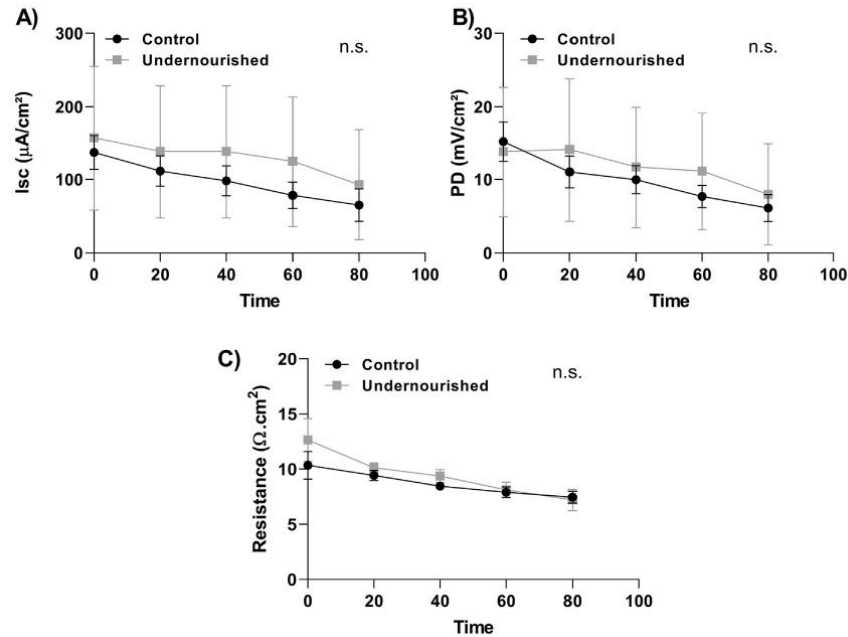 A)
Control
Undernourished
n.s.
Isc (µA/cm²)
300
200
100
0
0 20 40 60 80 100
Time
B)
Control
Undernourished
n.s.
PD (mV/cm²)
30
20
10
0
0 20 40 60 80 100
Time
C)
Control
Undernourished
n.s.
Resistance (Ω.cm²)
20
15
10
5
0
0 20 40 60 80 100
Time